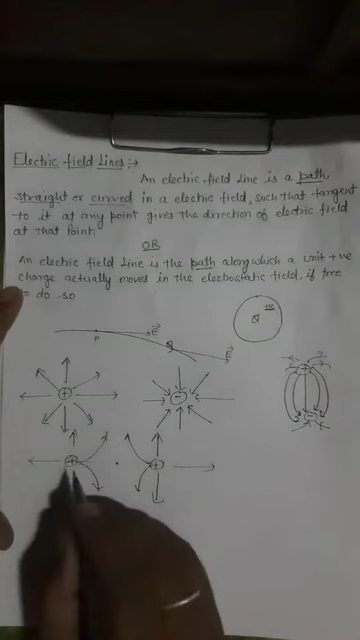 Electric field Lines :→
An electric field Line is a path,
straight or curved in a electric field, such that tangent
to it at any point gives the direction of electric field
at that point.
OR
An electric field Line is the path along which a unit +ve
charge actually moves in the electrostatic field, if free
to do so
P
E
E
+
-
+
-
+
+